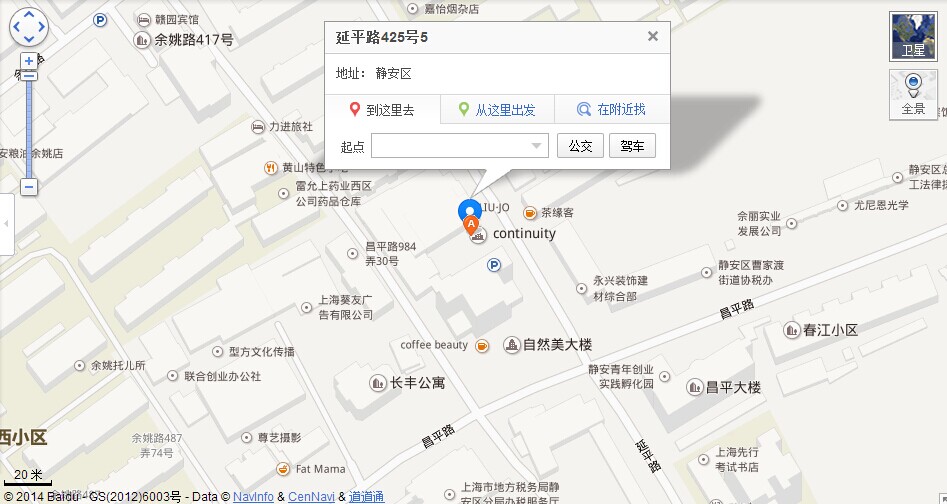 嘉怡烟杂店
赣园宾馆
余姚路417号
延平路425号5
地址： 静安区
到这里去
从这里出发
在附近找
起点
公交
驾车
卫星
全景
力进旅社
安粮油余姚店
黄山特色小吃
雷允上药业西区
公司药品仓库
LIU-JO
茶缘客
continuity
静安区总
工法律援
尤尼恩光学
余丽实业
发展公司
昌平路984
弄30号
静安区曹家渡
街道协税办
永兴装饰建
材综合部
上海葵友广
告有限公司
昌平路
春江小区
coffee beauty
自然美大楼
型方文化传播
余姚托儿所
联合创业办公社
长丰公寓
静安青年创业
实践孵化园
昌平大楼
西小区
余姚路487
弄74号
尊艺摄影
昌平路
延平路
上海先行
考试书店
Fat Mama
上海市地方税务局静
安区分局办税服务厅
20 米
© 2014 Baidu - GS(2012)6003号 - Data © NavInfo & CenNavi & 道道通